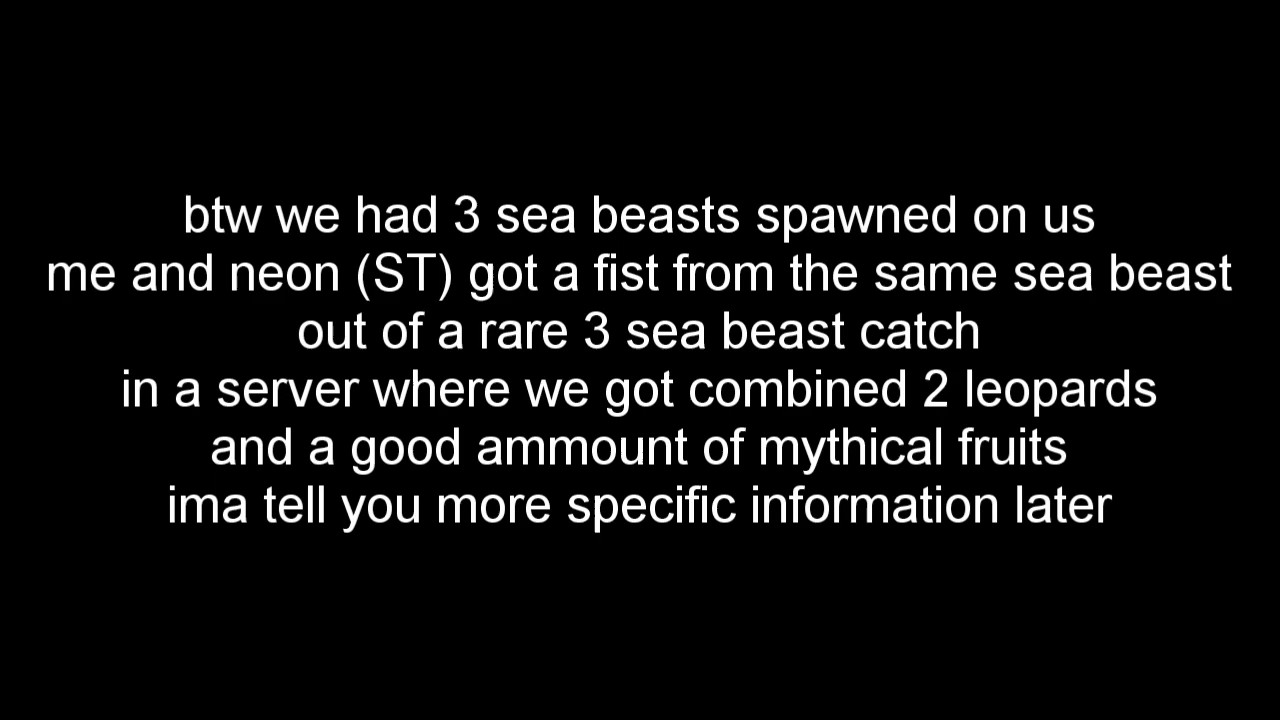 btw we had 3 sea beasts spawned on us
me and neon (ST) got a fist from the same sea beast
out of a rare 3 sea beast catch
in a server where we got combined 2 leopards
and a good ammount of mythical fruits
ima tell you more specific information later